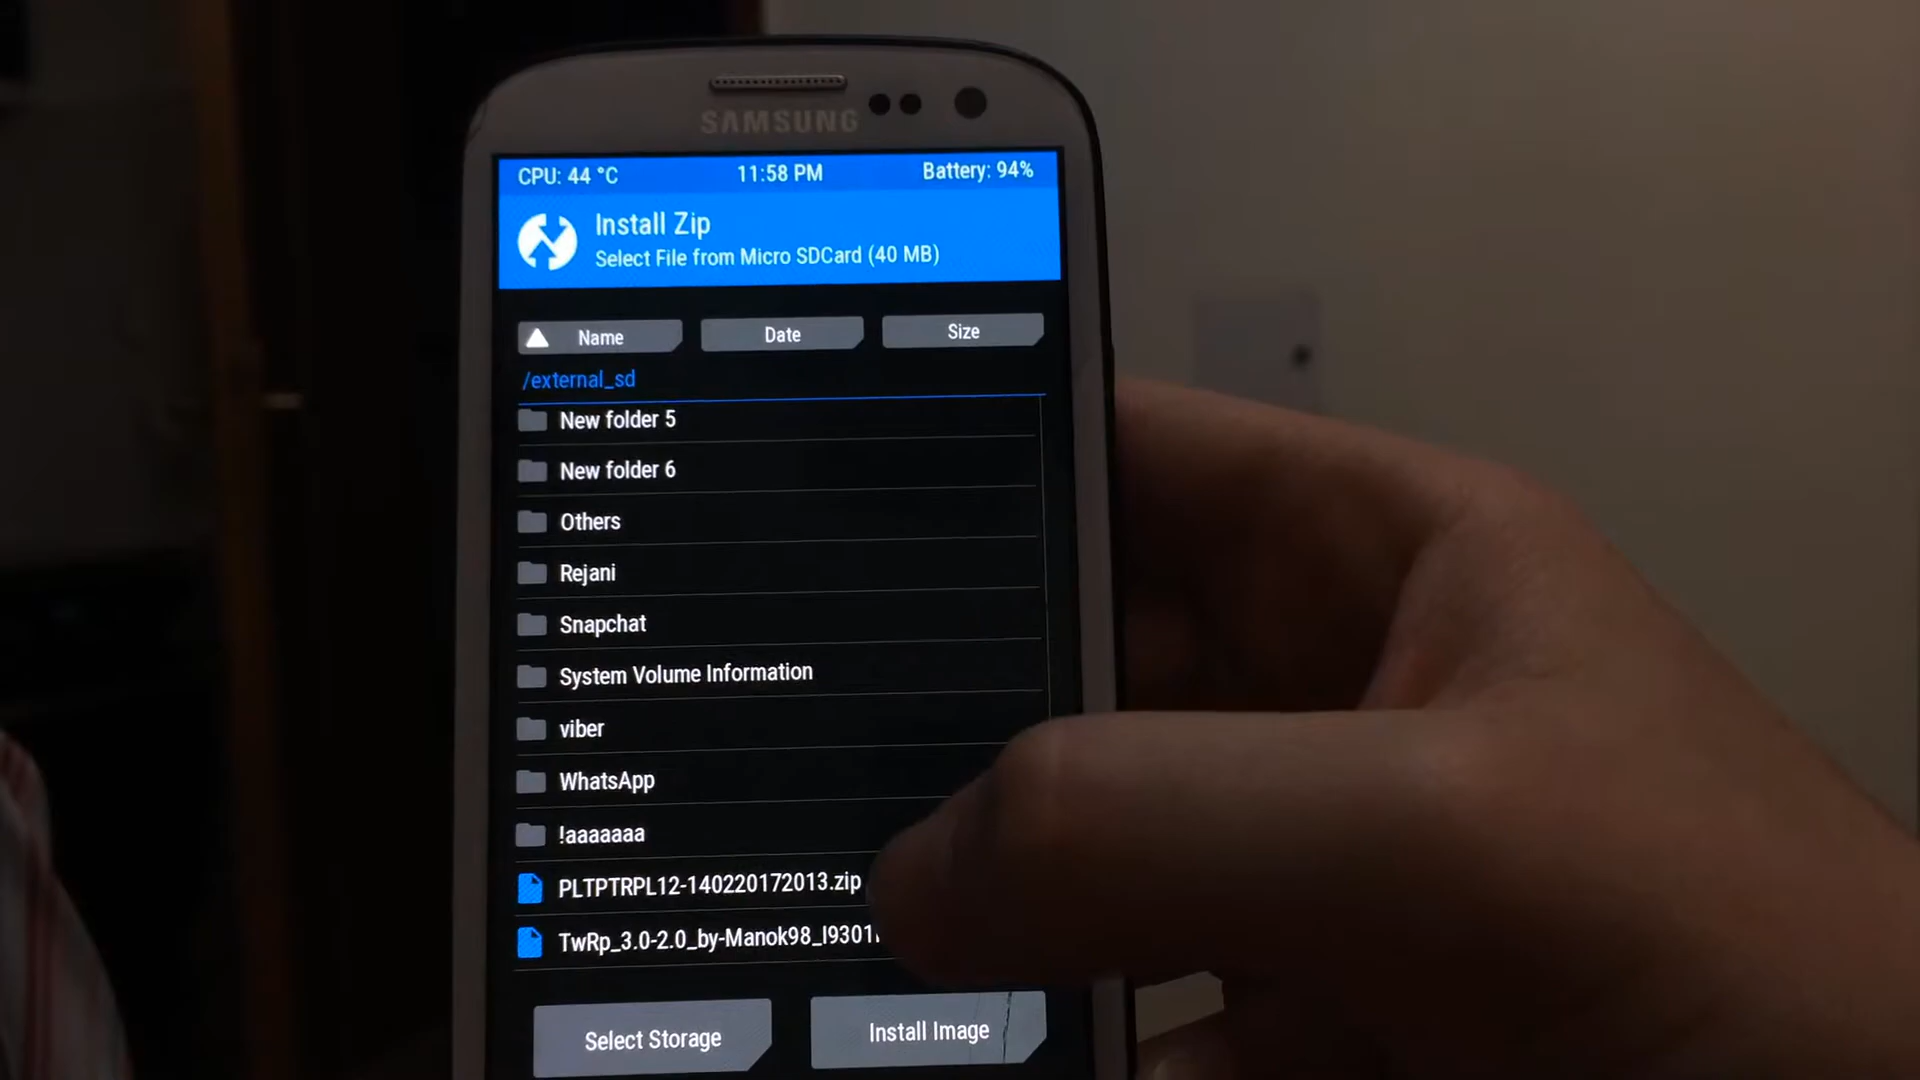 SAMSUNG
CPU: 44 °C 11:58 PM Battery: 94%
Install Zip
Select File from Micro SDCard (40 MB)
Name Date Size
/external_sd
New folder 5
New folder 6
Others
Rejani
Snapchat
System Volume Information
viber
WhatsApp
!aaaaaaa
PLTPTRPL12-140220172013.zip
TwRp_3.0-2.0_by-Manok98_I9301
Select Storage Install Image